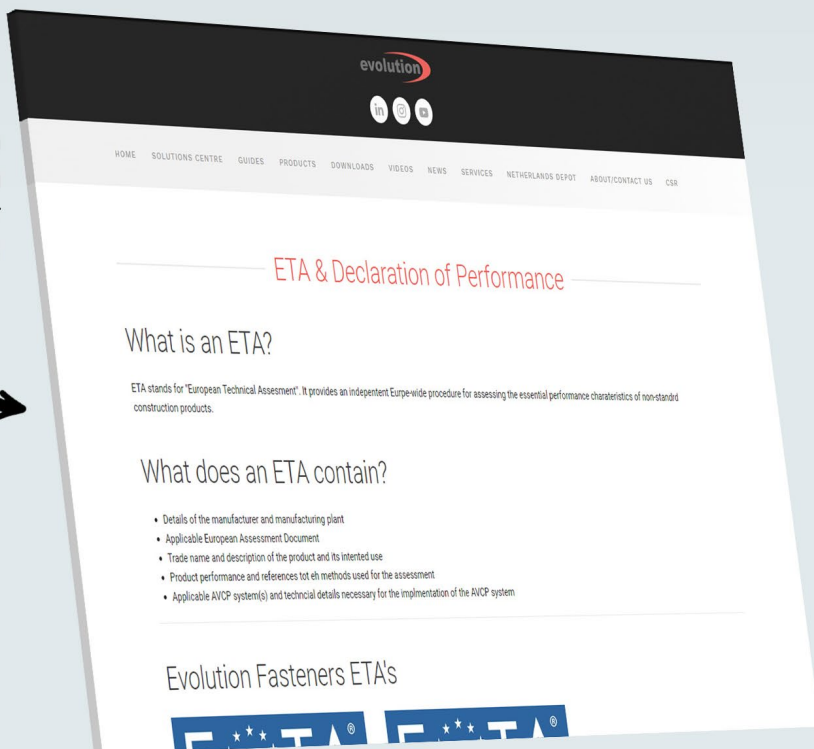 evolution
in
HOME SOLUTIONS CENTRE GUIDES PRODUCTS DOWNLOADS VIDEOS NEWS SERVICES NETHERLANDS DEPOT ABOUT/CONTACT US CSR
ETA & Declaration of Performance
What is an ETA?
ETA stands for "European Technical Assesment". It provides an indepentent Eurpe-wide procedure for assessing the essential performance charateristics of non-standrd
construction products.
What does an ETA contain?
• Details of the manufacturer and manufacturing plant
• Applicable European Assessment Document
• Trade name and description of the product and its intented use
• Product performance and references tot eh methods used for the assessment
• Applicable AVCP system(s) and techncial details necessary for the implmentation of the AVCP system
Evolution Fasteners ETA's
ETA® ETA®